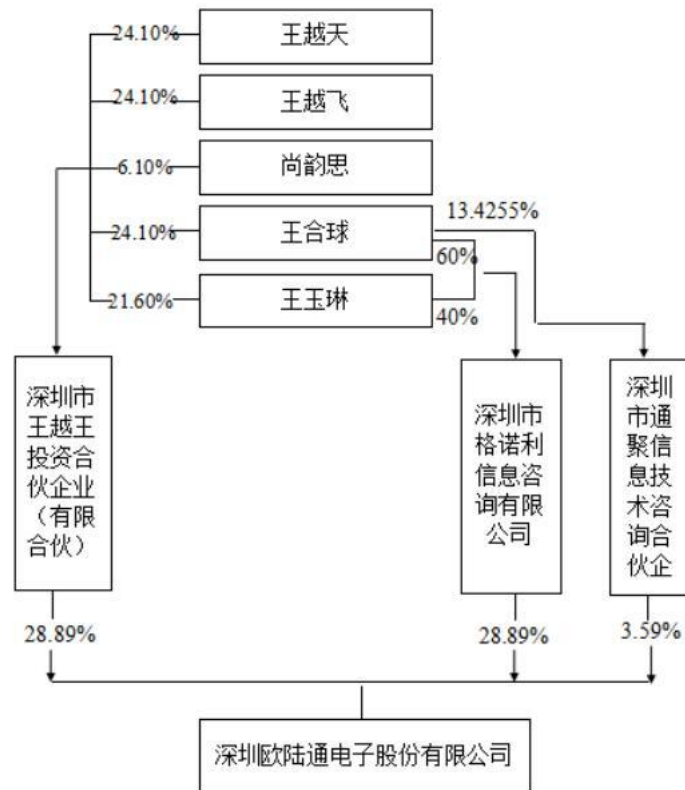 24.10%
王越天
24.10%
王越飞
6.10%
尚韵思
24.10%
王合球
13.4255%
60%
21.60%
王玉琳
40%
深圳市
王越王
投资合
伙企业
（有限
合伙）
深圳市
格诺利
信息咨
询有限
公司
深圳
市通
聚信
息技
术咨
询合
伙企
28.89%
28.89%
3.59%
深圳欧陆通电子股份有限公司